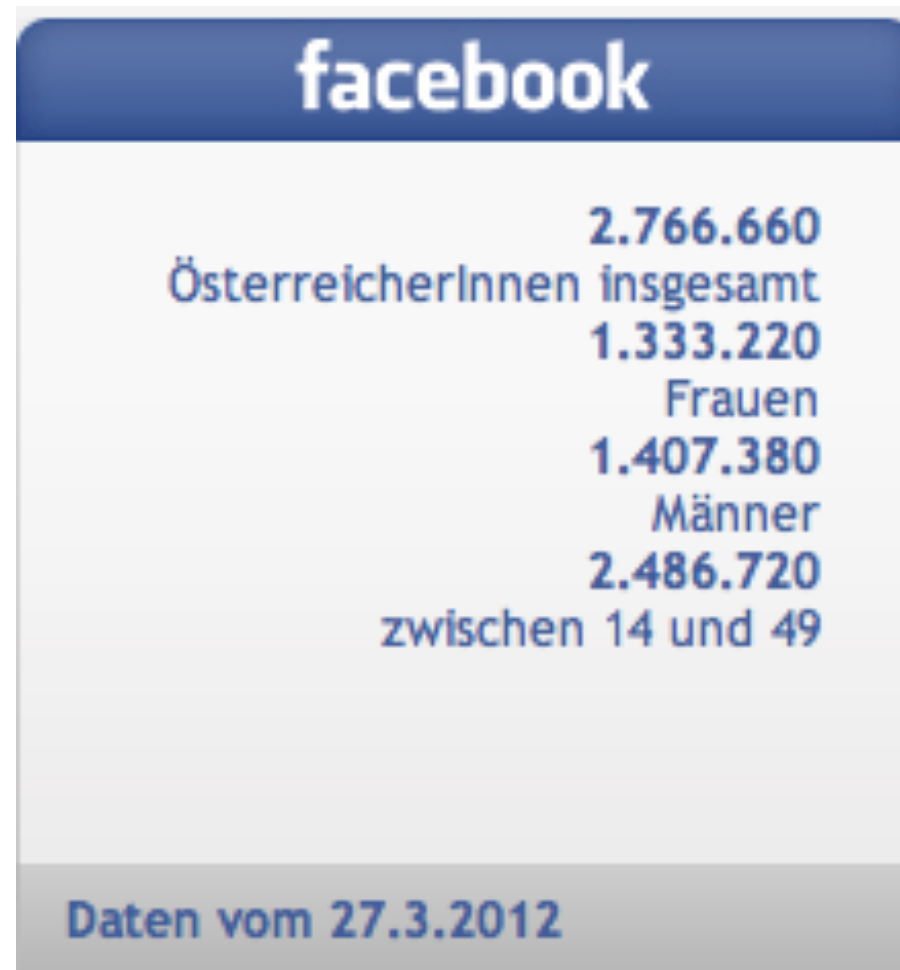 facebook
2.766.660
ÖsterreicherInnen insgesamt
1.333.220
Frauen
1.407.380
Männer
2.486.720
zwischen 14 und 49
Daten vom 27.3.2012